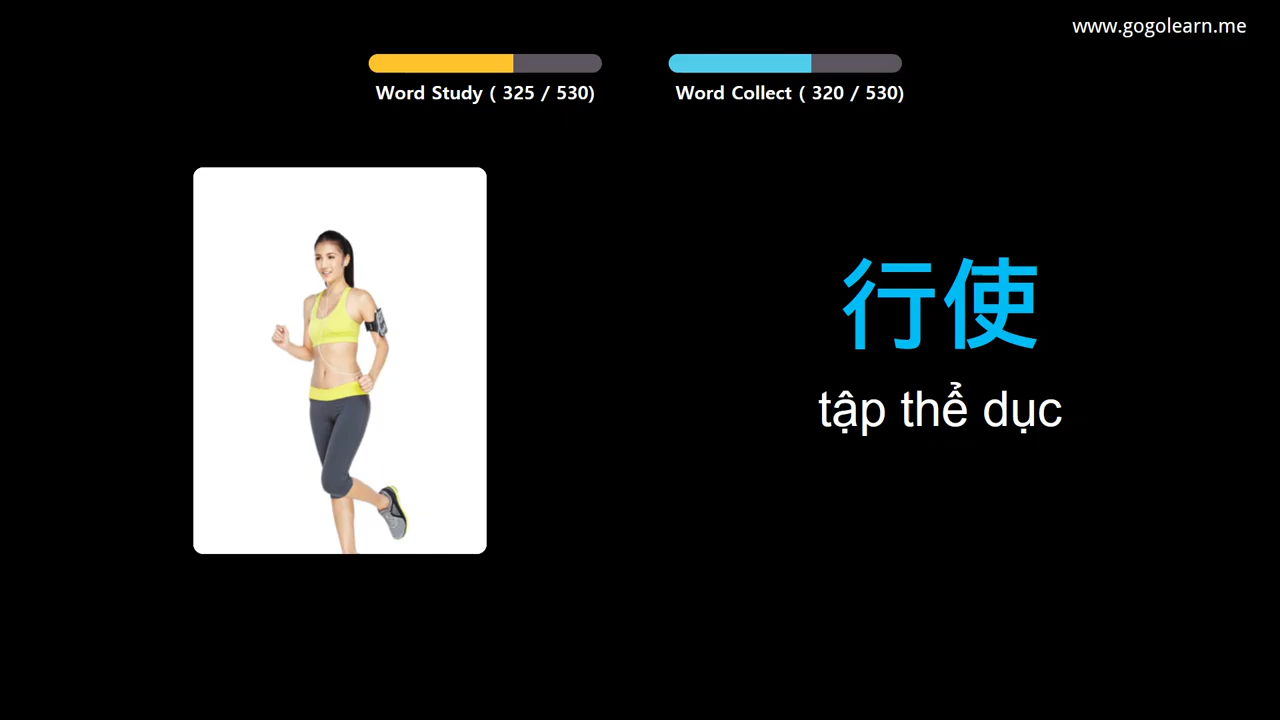 www.gogolearn.me
Word Study ( 325 / 530)
Word Collect ( 320 / 530)
行使
tập thể dục